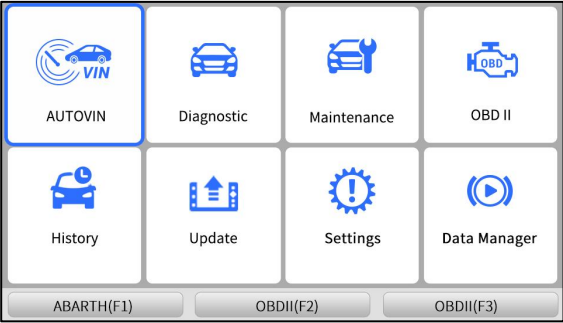 VIN
AUTOVIN
Diagnostic
Maintenance
OBD
OBD II
History
Update
Settings
Data Manager
ABARTH(F1)
OBDII(F2)
OBDII(F3)